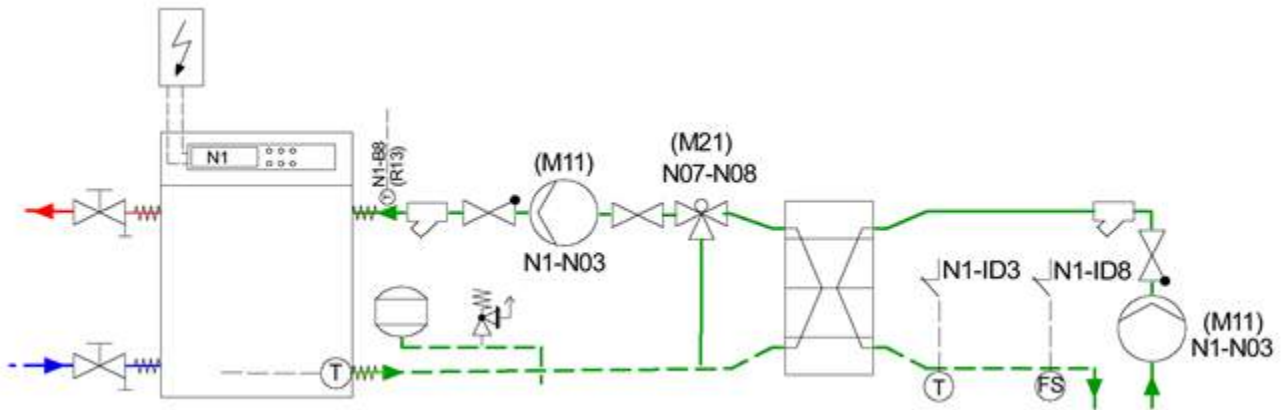 N1
N1-B8
(R13)
T
(M11)
N1-N03
(M21)
N07-N08
N1-ID3
N1-ID8
(M11)
N1-N03
T
T
FS